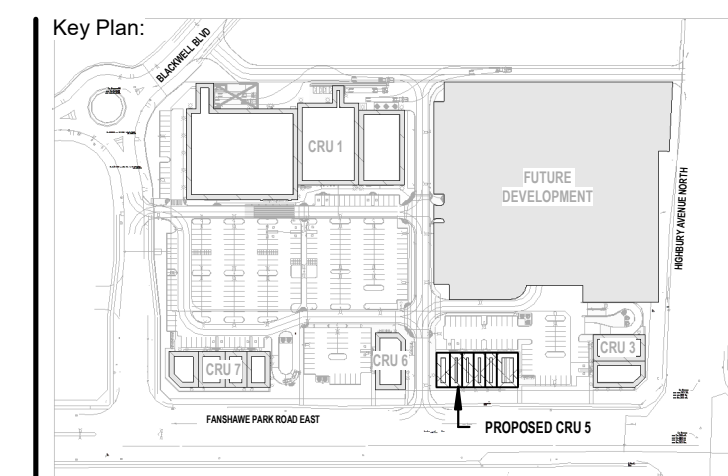 Key Plan:
BLACKWELL BLVD
CRU 1
FUTURE
DEVELOPMENT
HIGHBURY AVENUE NORTH
CRU 3
CRU 6
CRU 7
FANSHAWE PARK ROAD EAST
PROPOSED CRU 5